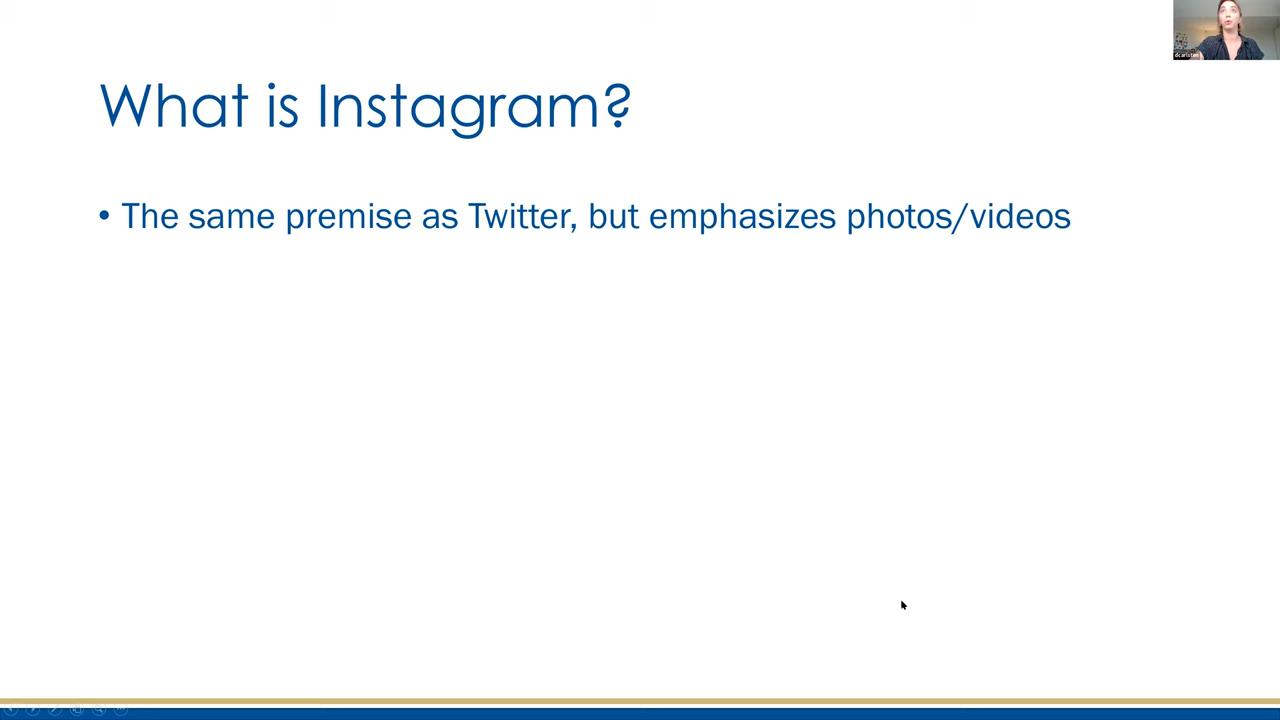 What is Instagram?
• The same premise as Twitter, but emphasizes photos/videos